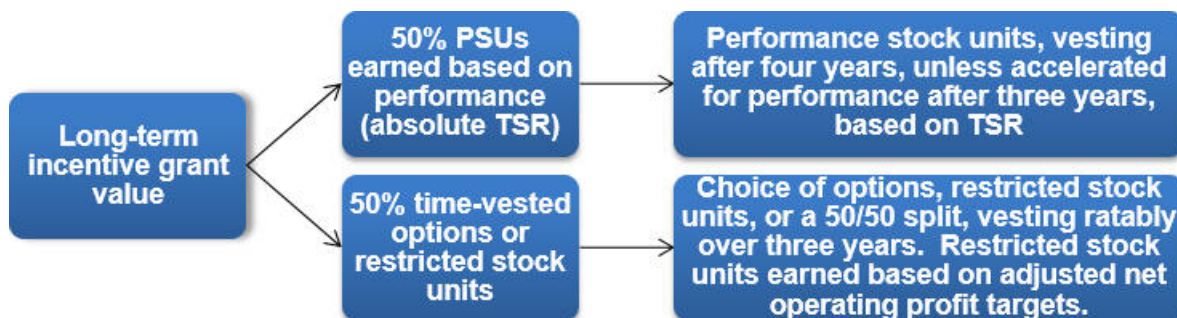 Long-term
incentive grant
value
50% PSUs
earned based on
performance
(absolute TSR)
Performance stock units, vesting
after four years, unless accelerated
for performance after three years,
based on TSR
50% time-vested
options or
restricted stock
units
Choice of options, restricted stock
units, or a 50/50 split, vesting ratably
over three years.  Restricted stock
units earned based on adjusted net
operating profit targets.